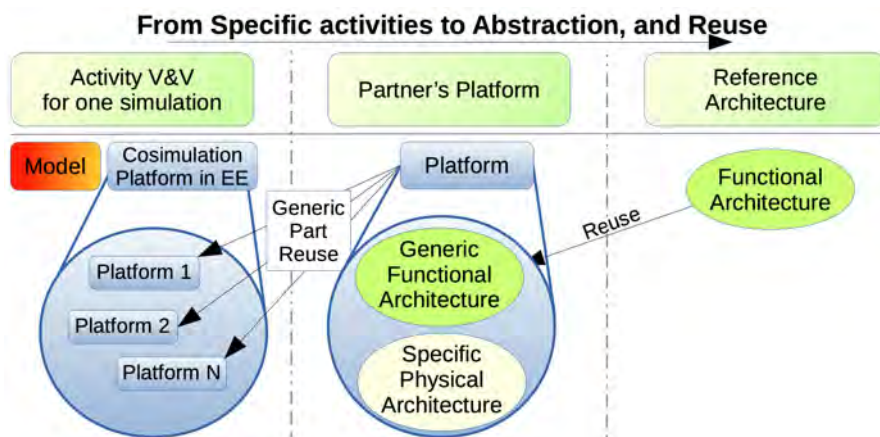 From Specific activities to Abstraction, and Reuse
Activity V&V
for one simulation
Partner's Platform
Reference
Architecture
Model
Cosimulation
Platform in EE
Platform
Functional
Architecture
Generic
Part
Reuse
Reuse
Platform 1
Platform 2
Platform N
Generic
Functional
Architecture
Specific
Physical
Architecture